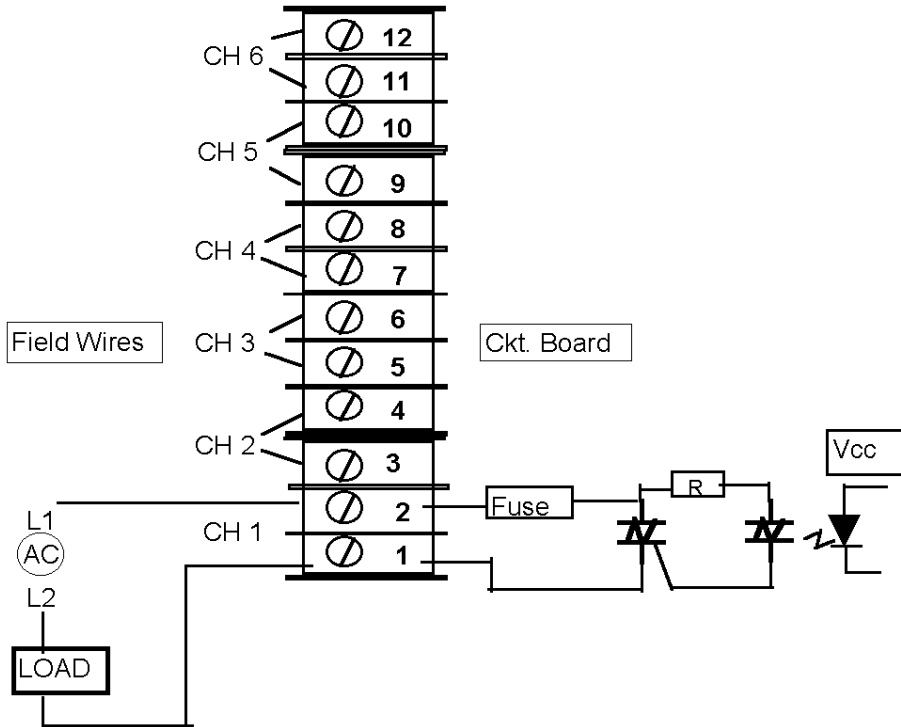 12
CH 6
11
10
CH 5
9
8
CH 4
7
6
Field Wires
CH 3
Ckt. Board
5
4
CH 2
Vcc
3
R
2
Fuse
L1
CH 1
AC
1
L2
LOAD